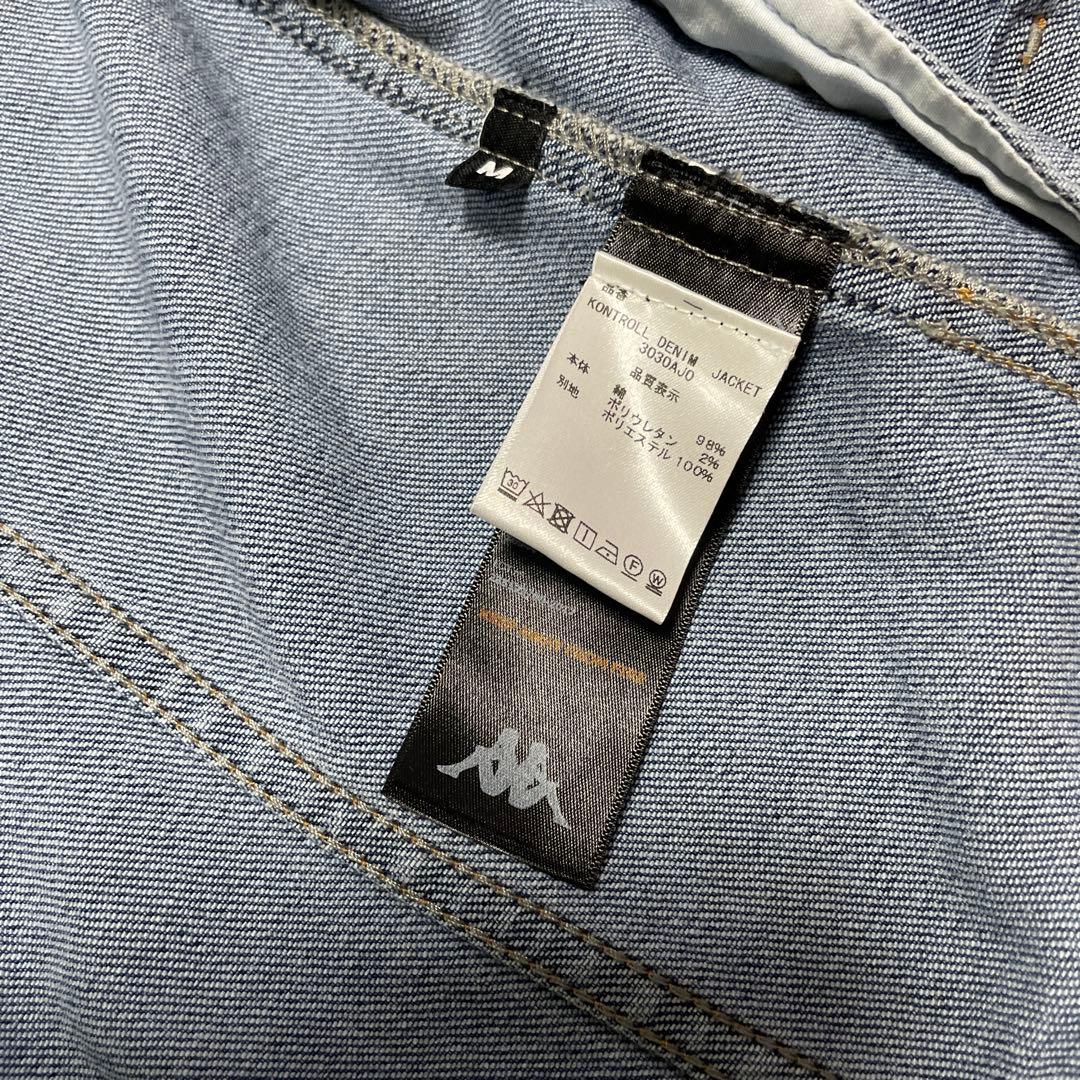 M
品番
KONTROLL DENIM JACKET
3030AJ0
品質表示
本体 綿 98%
ポリウレタン 2%
別地 ポリエステル 100%
30
F
W